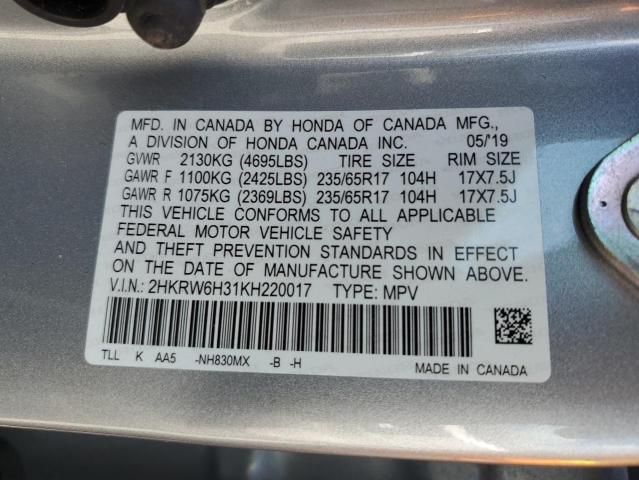 MFD. IN CANADA BY HONDA OF CANADA MFG.,
A DIVISION OF HONDA CANADA INC. 05/'19
GVWR 2130KG (4695LBS) TIRE SIZE RIM SIZE
GAWR F 1100KG (2425LBS) 235/65R17 104H 17X7.5J
GAWR R 1075KG (2369LBS) 235/65R17 104H 17X7.5J
THIS VEHICLE CONFORMS TO ALL APPLICABLE
FEDERAL MOTOR VEHICLE SAFETY
AND THEFT PREVENTION STANDARDS IN EFFECT
ON THE DATE OF MANUFACTURE SHOWN ABOVE.
V.I.N.: 2HKRW6H31KH220017 TYPE: MPV
TLL K AA5 -NH830MX -B -H
MADE IN CANADA